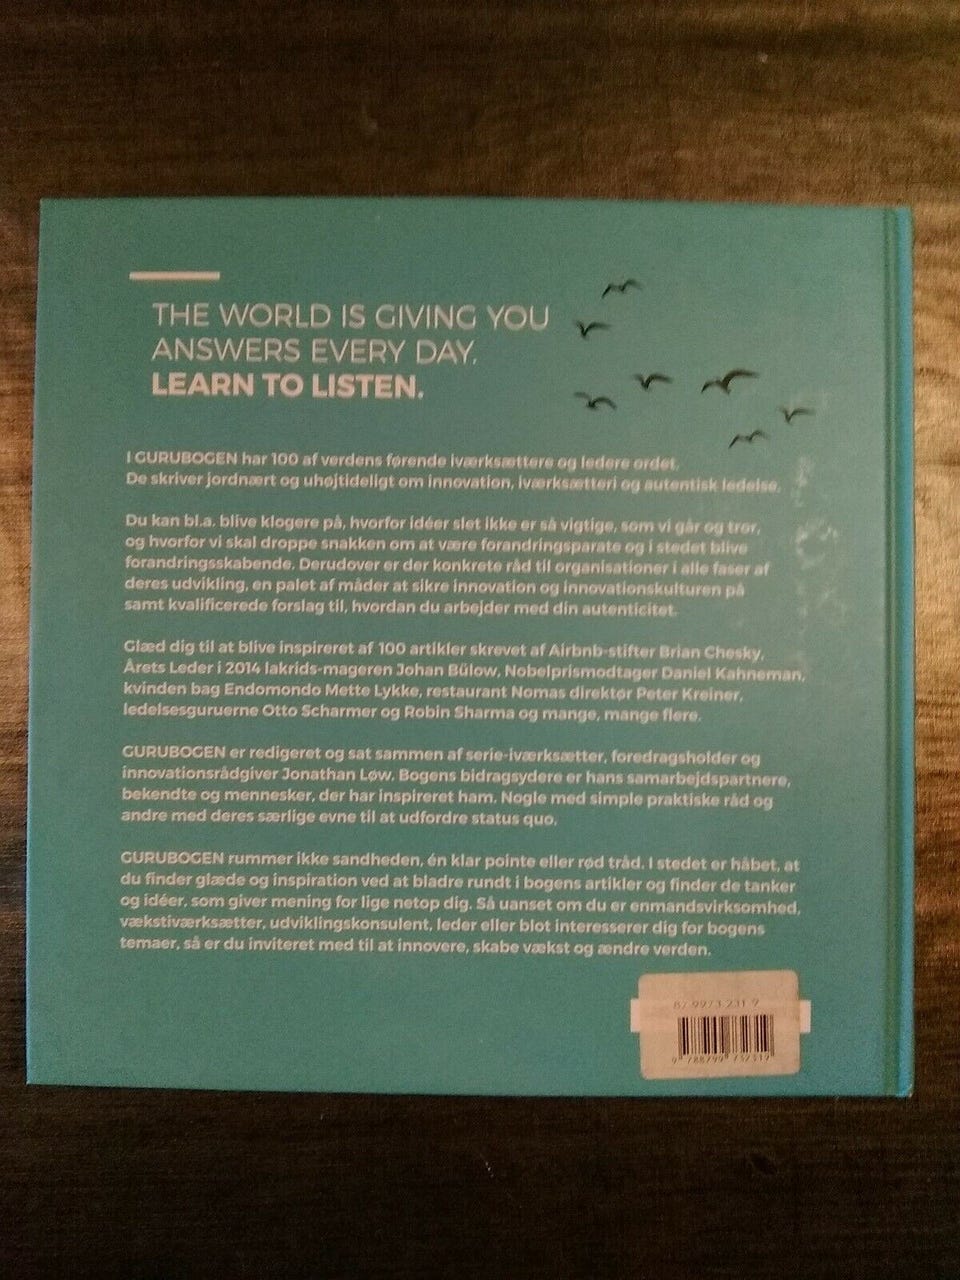 THE WORLD IS GIVING YOU
ANSWERS EVERY DAY.
LEARN TO LISTEN.
I GURUBOGEN har 100 af verdens førende iværksættere og ledere ordet.
De skriver jordnært og uhøjtideligt om innovation, iværksætteri og autentisk ledelse.
Du kan bl.a. blive klogere på, hvorfor idéer slet ikke er så vigtige, som vi går og tror,
og hvorfor vi skal droppe snakken om at være forandringsparate og i stedet blive
forandringsskabende. Derudover er der konkrete råd til organisationer i alle faser af
deres udvikling, en palet af måder at sikre innovation og innovationskulturen på
samt kvalificerede forslag til, hvordan du arbejder med din autenticitet.
Glæd dig til at blive inspireret af 100 artikler skrevet af Airbnb-stifter Brian Chesky,
Årets Leder i 2014 lakrids-mageren Johan Bülow, Nobelprismodtager Daniel Kahneman,
kvinden bag Endomondo Mette Lykke, restaurant Nomas direktør Peter Kreiner,
ledelsesguruerne Otto Scharmer og Robin Sharma og mange, mange flere.
GURUBOGEN er redigeret og sat sammen af serie-iværksætter, foredragsholder og
innovationsrådgiver Jonathan Løw. Bogens bidragsydere er hans samarbejdspartnere,
bekendte og mennesker, der har inspireret ham. Nogle med simple praktiske råd og
andre med deres særlige evne til at udfordre status quo.
GURUBOGEN rummer ikke sandheden, én klar pointe eller rød tråd. I stedet er håbet, at
du finder glæde og inspiration ved at bladre rundt i bogens artikler og finder de tanker
og idéer, som giver mening for lige netop dig. Så uanset om du er enmandsvirksomhed,
vækstiværksætter, udviklingskonsulent, leder eller blot interesserer dig for bogens
temaer, så er du inviteret med til at innovere, skabe vækst og ændre verden.
87 9973 231 9
9 788799 732319